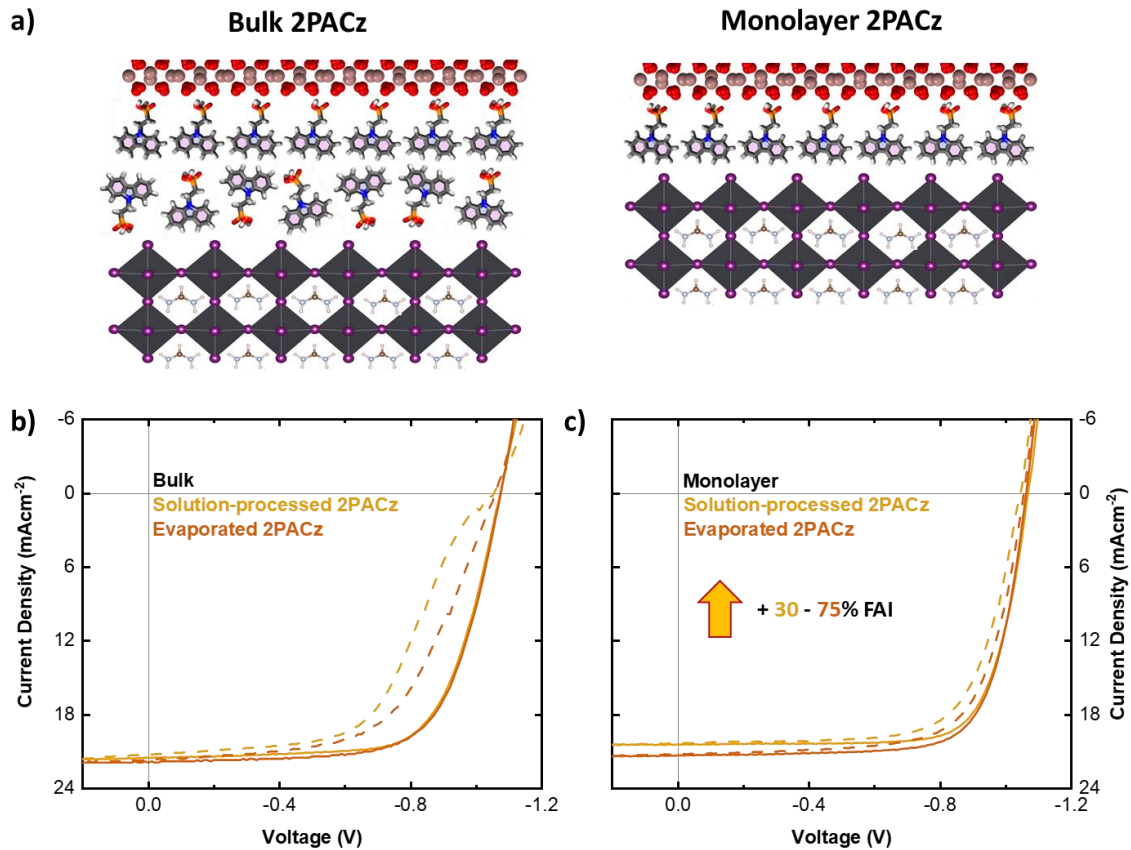 a)
Bulk 2PACz
Monolayer 2PACz
b)
-6
0
6
12
18
24
Current Density (mAcm-2)
Bulk
Solution-processed 2PACz
Evaporated 2PACz
0.0
-0.4
-0.8
-1.2
Voltage (V)
c)
Monolayer
Solution-processed 2PACz
Evaporated 2PACz
+ 30 - 75% FAI
-6
0
6
12
18
24
Current Density (mAcm-2)
0.0
-0.4
-0.8
-1.2
Voltage (V)